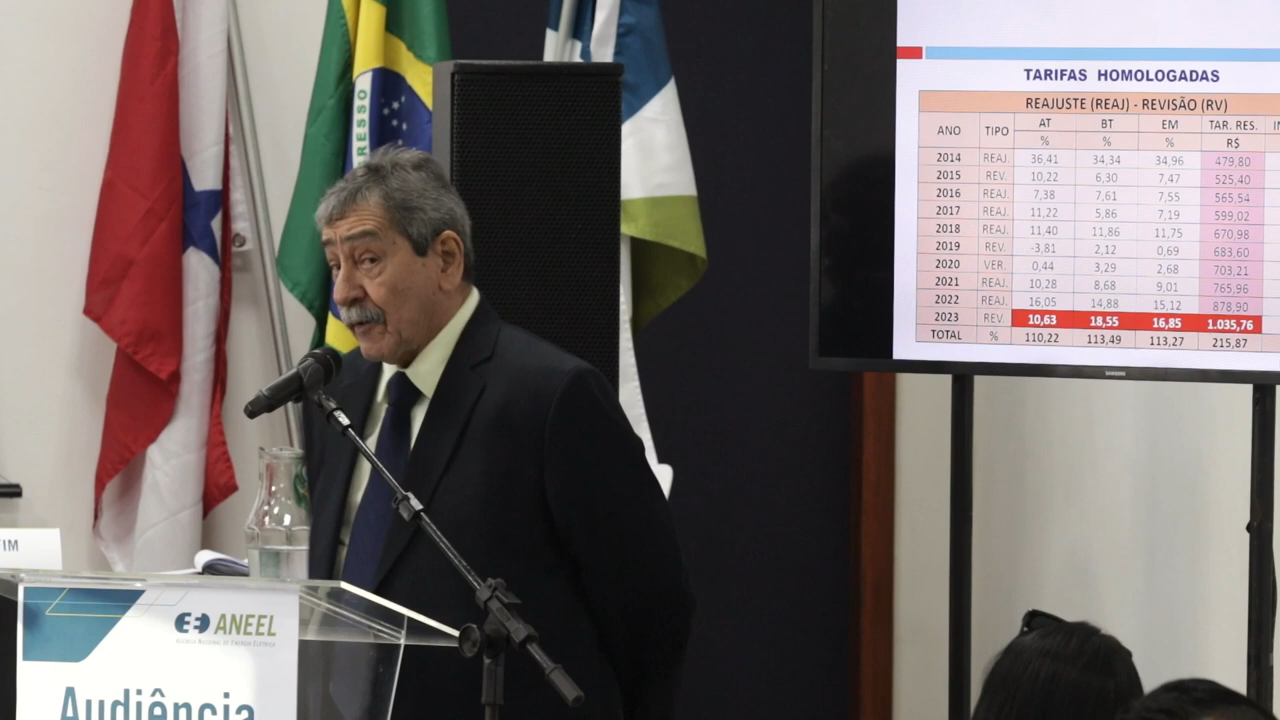 RESSO
TARIFAS HOMOLOGADAS
REAJUSTE (REAJ) - REVISÃO (RV)
ANO TIPO AT BT EM TAR. RES.
% % % R$
2014 REAJ. 36,41 34,34 34,96 479,80
2015 REV. 10,22 6,30 7,47 525,40
2016 REAJ. 7,38 7,61 7,55 565,54
2017 REAJ. 11,22 5,86 7,19 599,02
2018 REAJ. 11,40 11,86 11,75 670,98
2019 REV. -3,81 2,12 0,69 683,60
2020 VER. 0,44 3,29 2,68 703,21
2021 REAJ. 10,28 8,68 9,01 765,96
2022 REAJ. 16,05 14,88 15,12 878,90
2023 REV. 10,63 18,55 16,85 1.035,76
TOTAL % 110,22 113,49 113,27 215,87
SAMSUNG
TIM
ANEEL
AGÊNCIA NACIONAL DE ENERGIA ELÉTRICA
Audiência